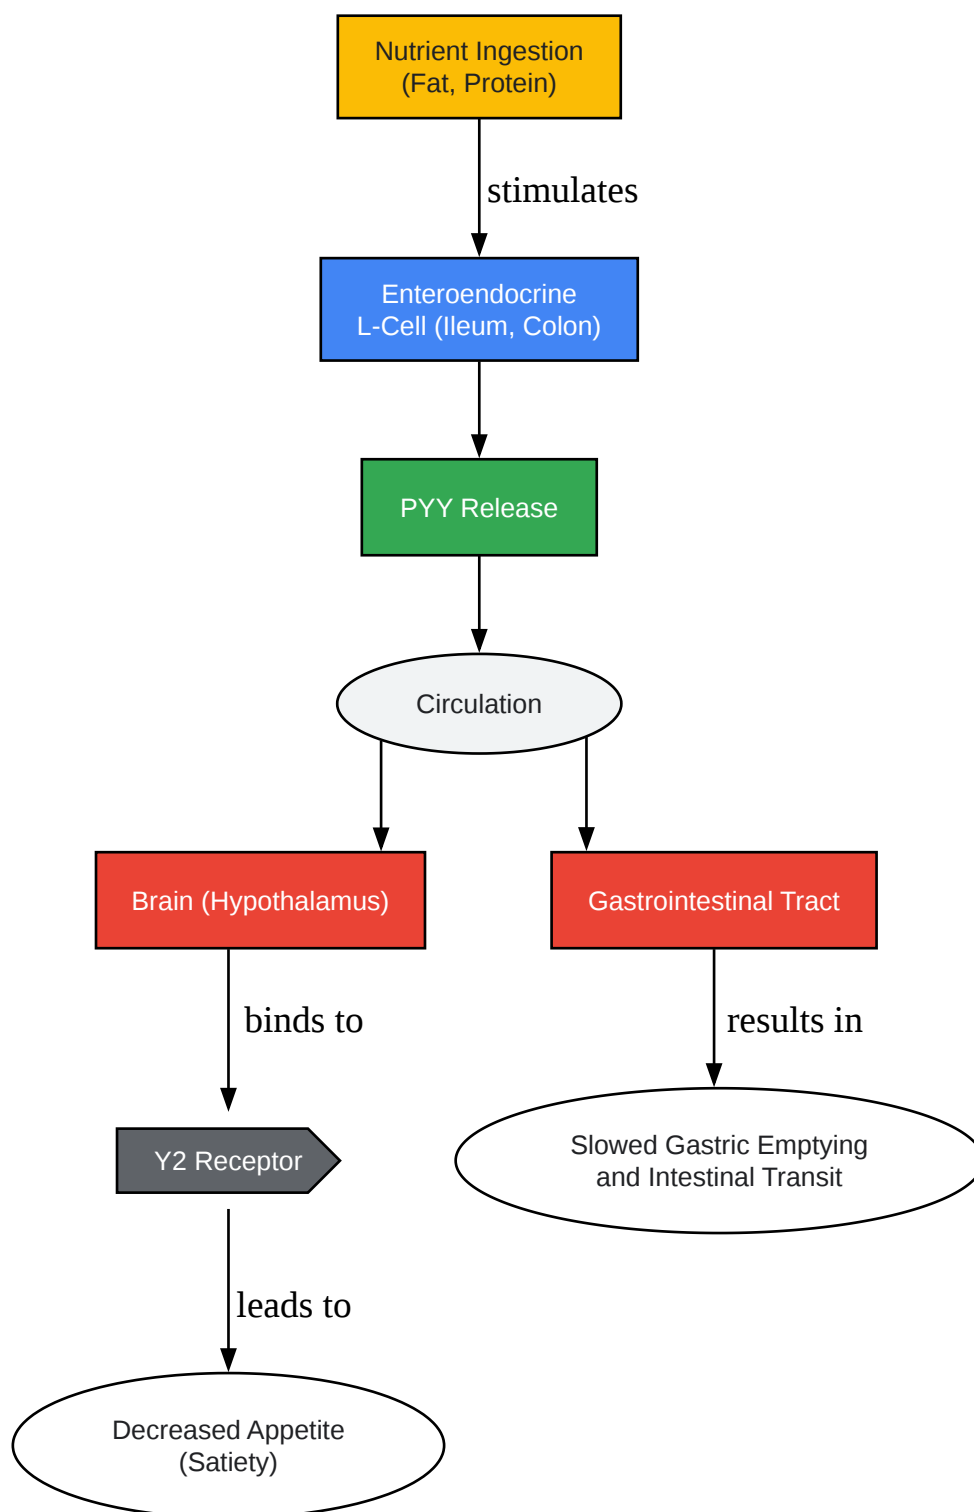 Nutrient Ingestion
(Fat, Protein)
stimulates
Enteroendocrine
L-Cell (Ileum, Colon)
PYY Release
Circulation
Brain (Hypothalamus)
Gastrointestinal Tract
binds to
results in
Y2 Receptor
Slowed Gastric Emptying
and Intestinal Transit
leads to
Decreased Appetite
(Satiety)